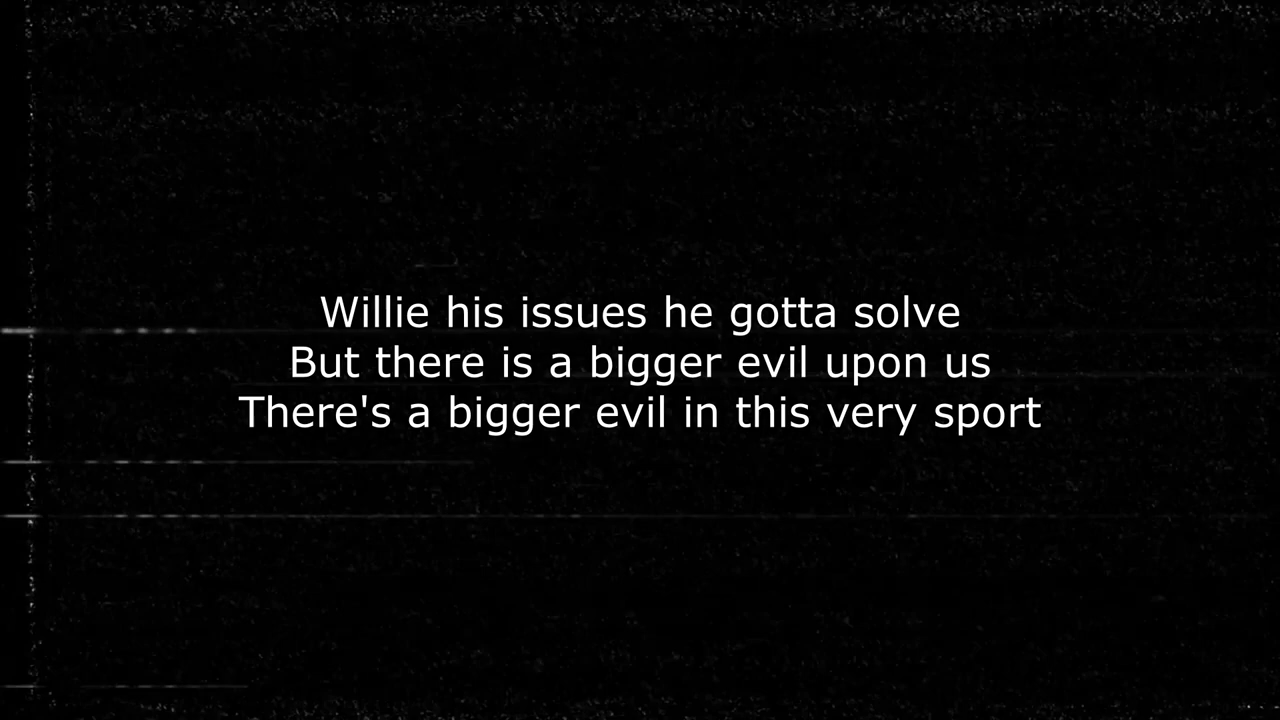 Willie his issues he gotta solve
But there is a bigger evil upon us
There's a bigger evil in this very sport